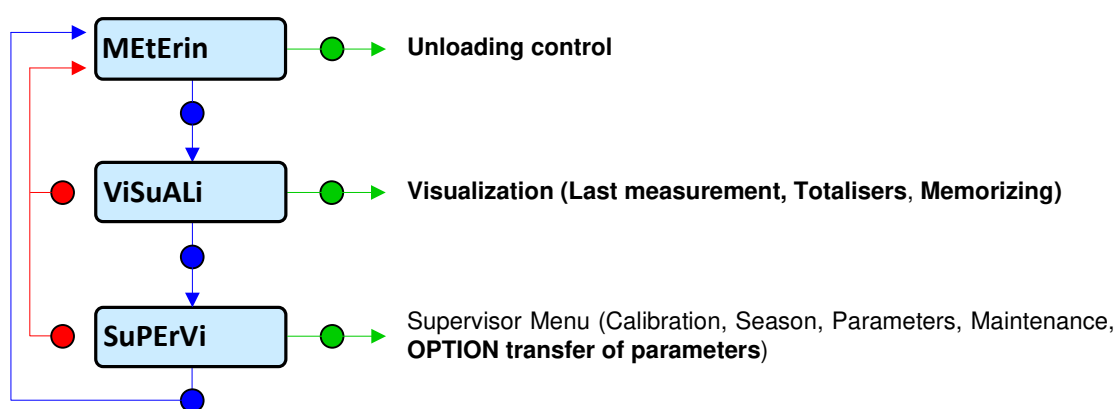 MEtErin
Unloading control
ViSuALi
Visualization (Last measurement, Totalisers, Memorizing)
SuPErVi
Supervisor Menu (Calibration, Season, Parameters, Maintenance,
OPTION transfer of parameters)